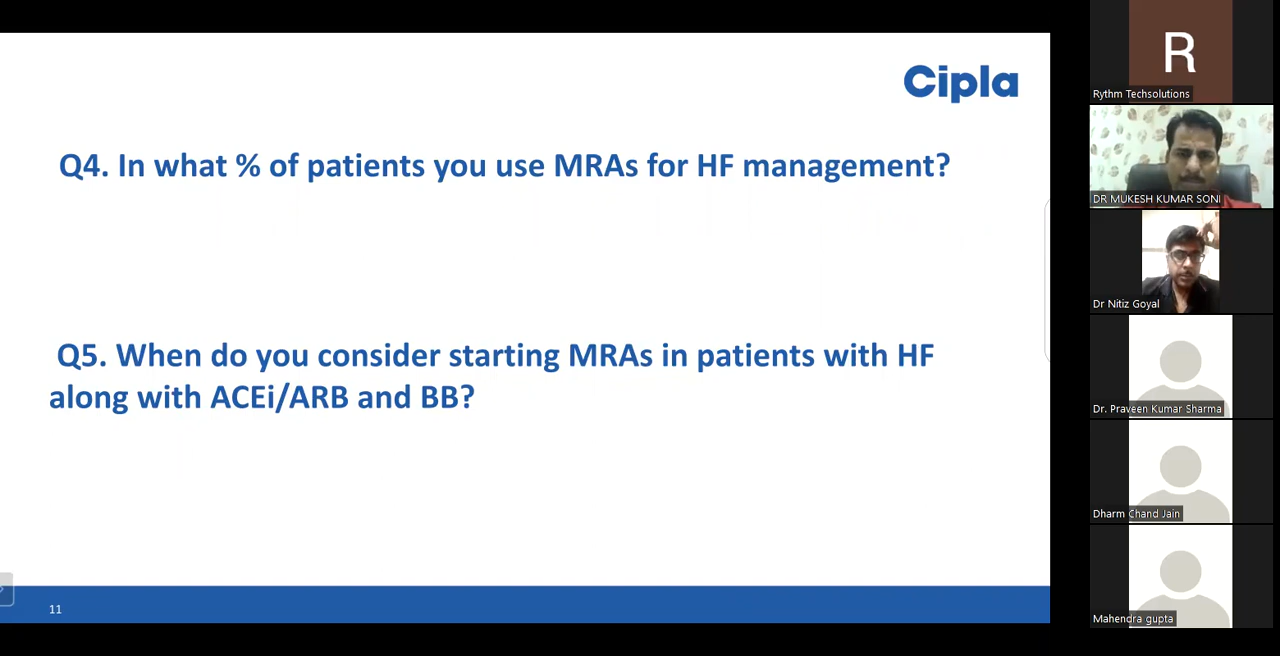 Cipla
Q4. In what % of patients you use MRAs for HF management?
Q5. When do you consider starting MRAs in patients with HF
along with ACEi/ARB and BB?
11
R
Rythm Techsolutions
DR MUKESH KUMAR SONI
Dr Nitiz Goyal
Dr. Praveen Kumar Sharma
Dharm Chand Jain
Mahendra gupta